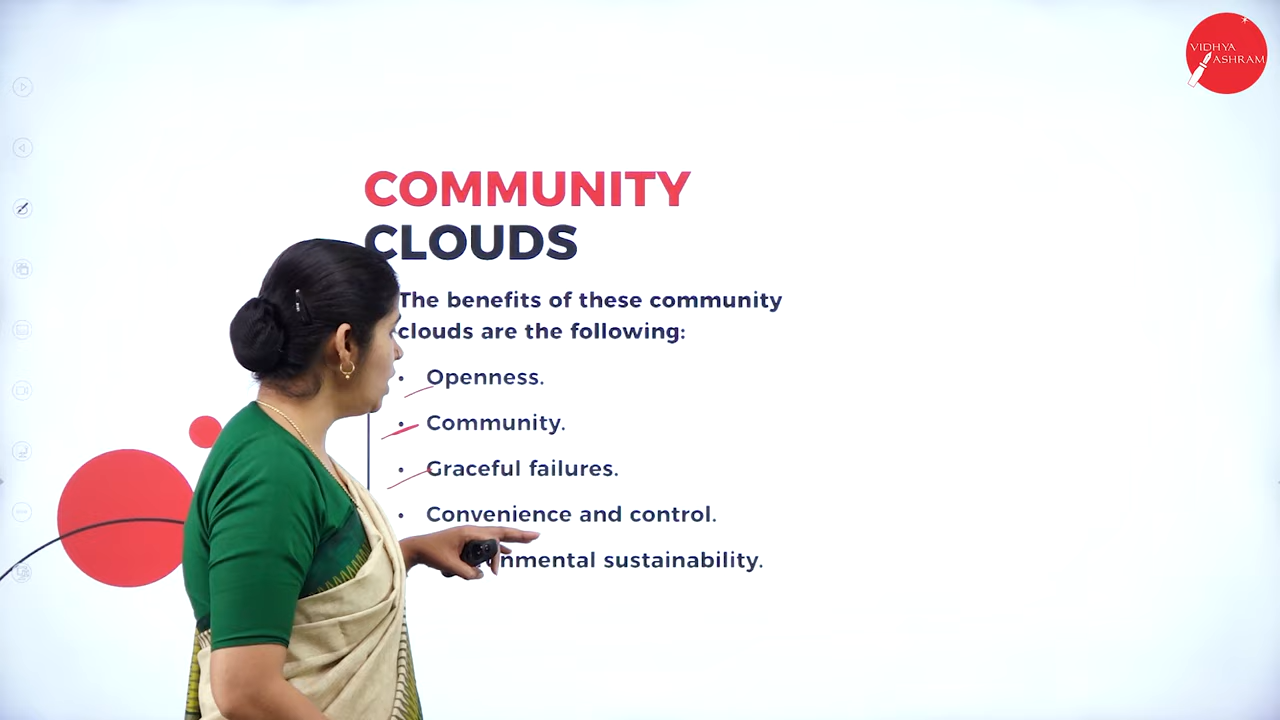 VIDHYA
ASHRAM
COMMUNITY
CLOUDS
The benefits of these community
clouds are the following:
• Openness.
• Community.
• Graceful failures.
• Convenience and control.
sustainability.